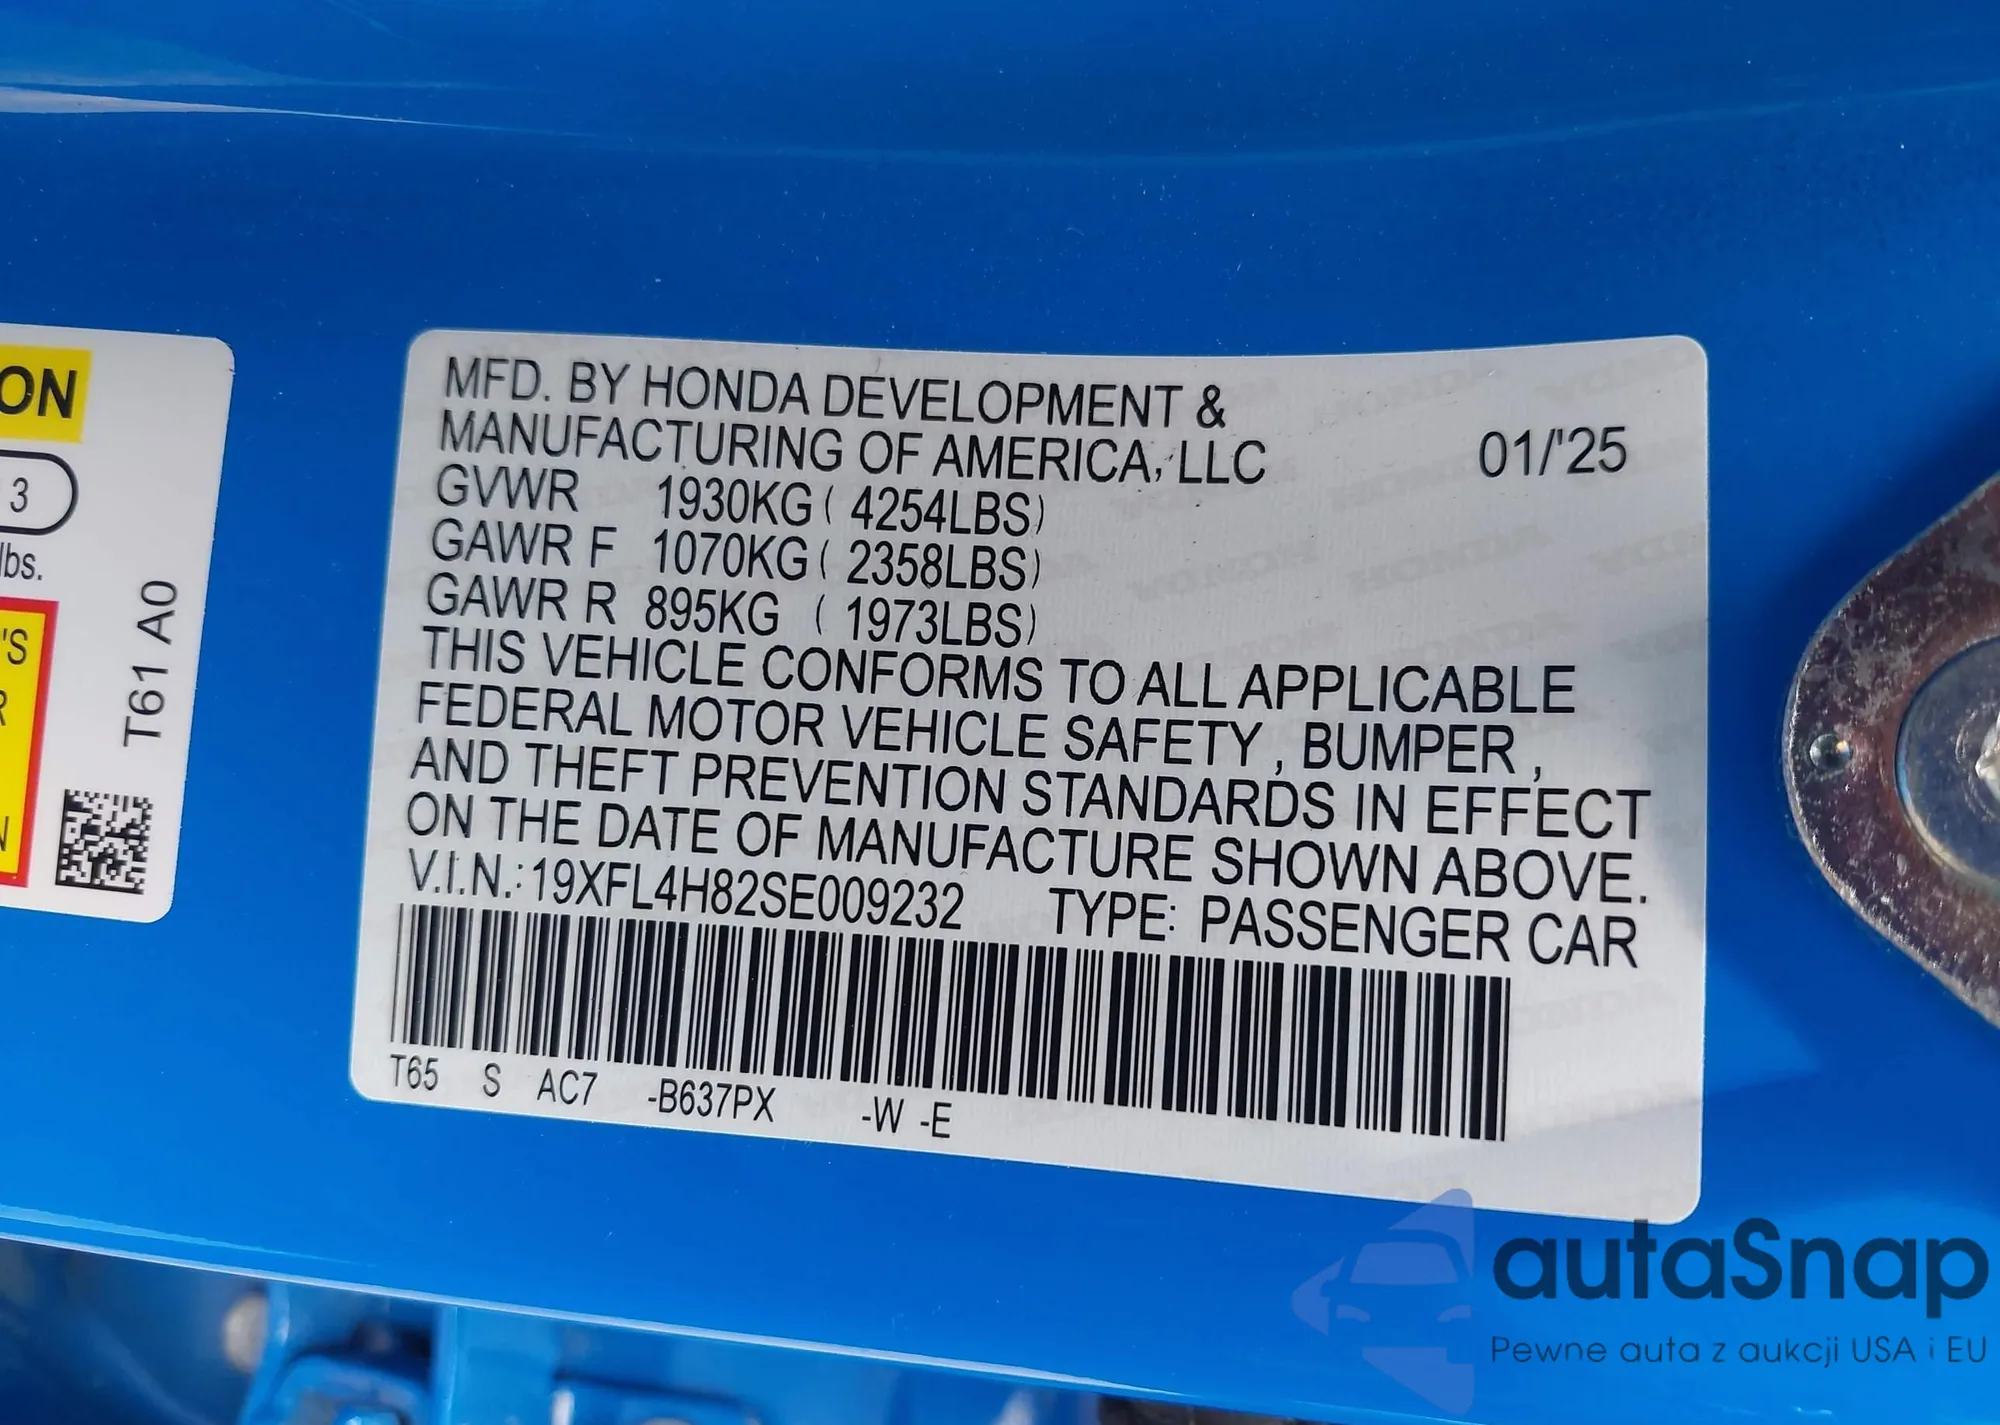 ON
3
lbs.
'S
R
N
T61 A0
MFD. BY HONDA DEVELOPMENT &
MANUFACTURING OF AMERICA, LLC 01/'25
GVWR 1930KG ( 4254LBS)
GAWR F 1070KG ( 2358LBS)
GAWR R 895KG ( 1973LBS)
THIS VEHICLE CONFORMS TO ALL APPLICABLE
FEDERAL MOTOR VEHICLE SAFETY , BUMPER ,
AND THEFT PREVENTION STANDARDS IN EFFECT
ON THE DATE OF MANUFACTURE SHOWN ABOVE.
V.I.N.: 19XFL4H82SE009232 TYPE: PASSENGER CAR
T65 S AC7 -B637PX -W -E
autaSnap
Pewne auta z aukcji USA i EU